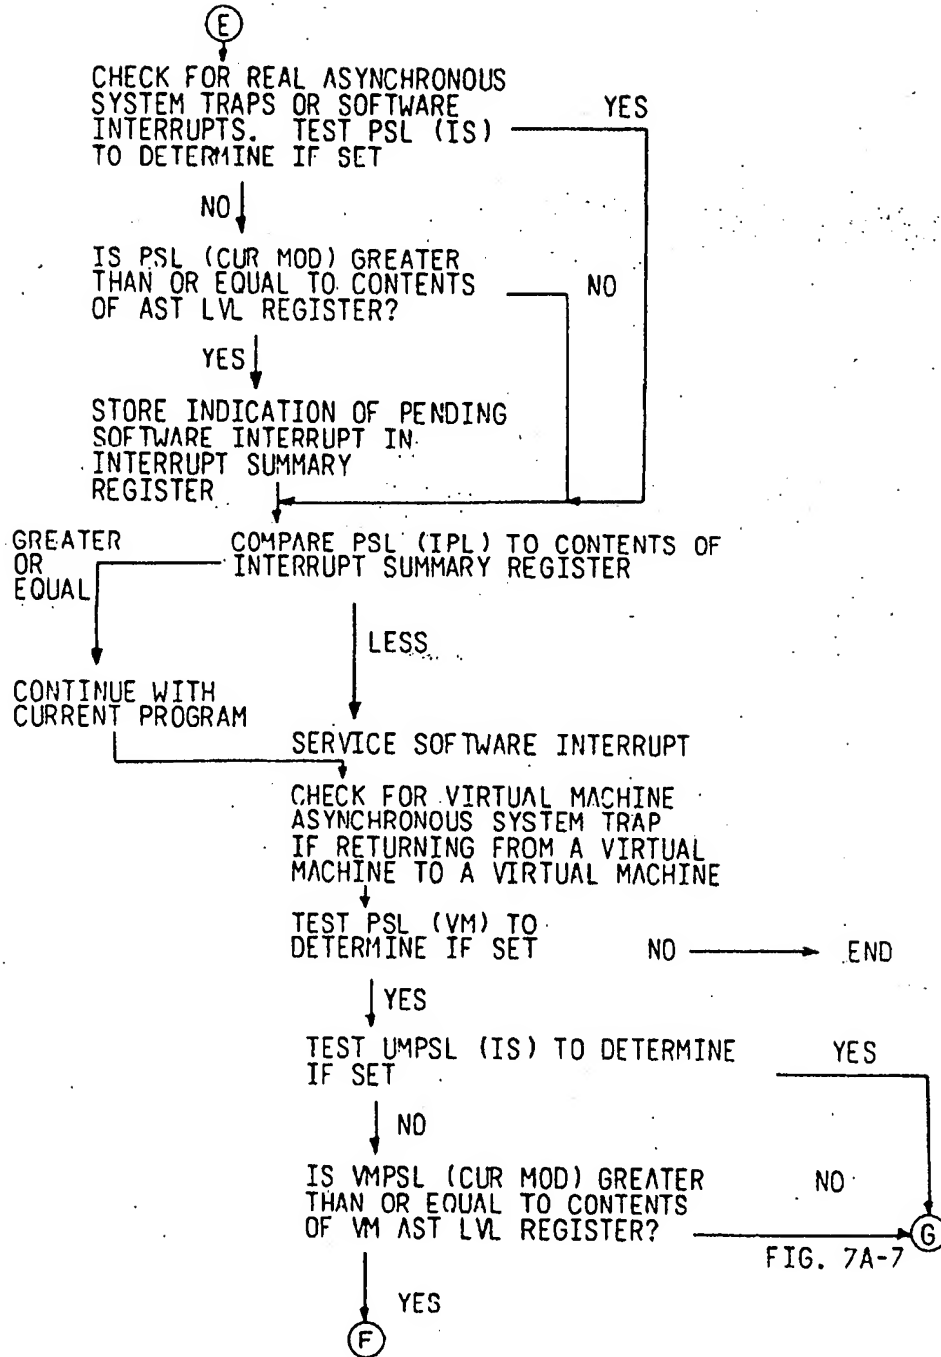 E
CHECK FOR REAL ASYNCHRONOUS
SYSTEM TRAPS OR SOFTWARE
INTERRUPTS. TEST PSL (IS)
TO DETERMINE IF SET
YES
NO
IS PSL (CUR MOD) GREATER
THAN OR EQUAL TO CONTENTS
OF AST LVL REGISTER?
NO
YES
STORE INDICATION OF PENDING
SOFTWARE INTERRUPT IN
INTERRUPT SUMMARY
REGISTER
GREATER
OR
EQUAL
COMPARE PSL (IPL) TO CONTENTS OF
INTERRUPT SUMMARY REGISTER
LESS
CONTINUE WITH
CURRENT PROGRAM
SERVICE SOFTWARE INTERRUPT
CHECK FOR VIRTUAL MACHINE
ASYNCHRONOUS SYSTEM TRAP
IF RETURNING FROM A VIRTUAL
MACHINE TO A VIRTUAL MACHINE
TEST PSL (VM) TO
DETERMINE IF SET
NO
END
YES
TEST UMPSL (IS) TO DETERMINE
IF SET
YES
NO
IS VMPSL (CUR MOD) GREATER
THAN OR EQUAL TO CONTENTS
OF VM AST LVL REGISTER?
NO
G
FIG. 7A-7
YES
F